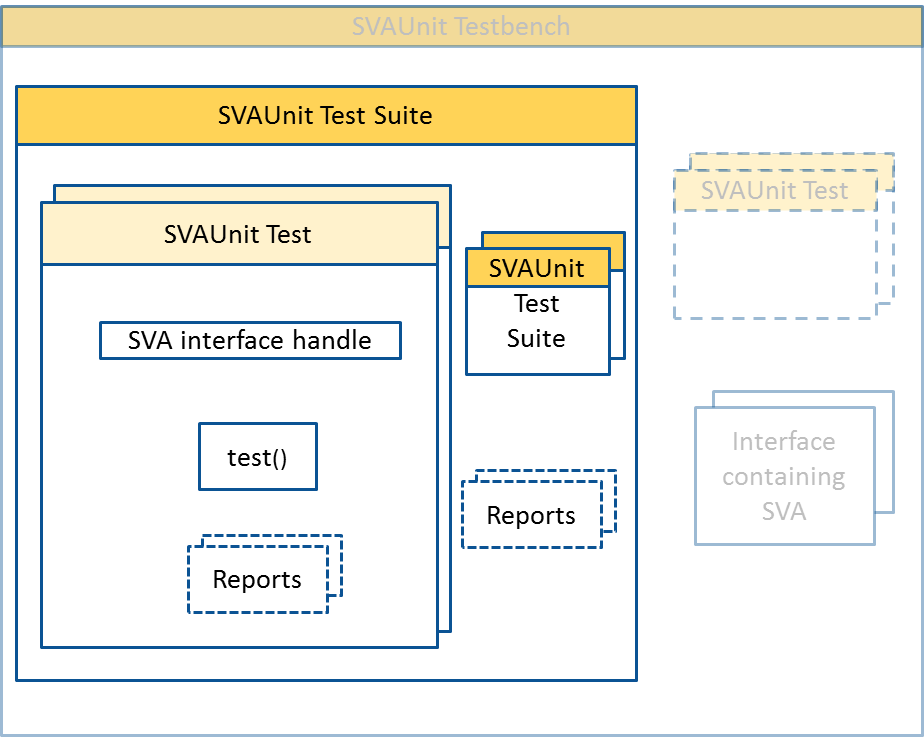 SVAUnit Testbench
SVAUnit Test Suite
SVAUnit Test
SVA interface handle
test()
Reports
SVAUnit
Test
Suite
Reports
SVAUnit Test
Interface
containing
SVA